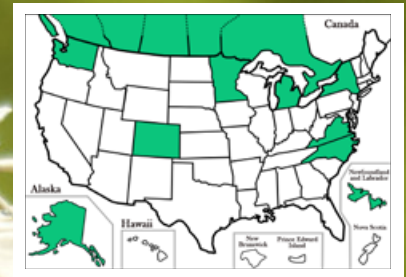 Canada
Newfoundland
and Labrador
Alaska
Hawaii
New
Brunswick
Prince Edward
Island
Nova Scotia